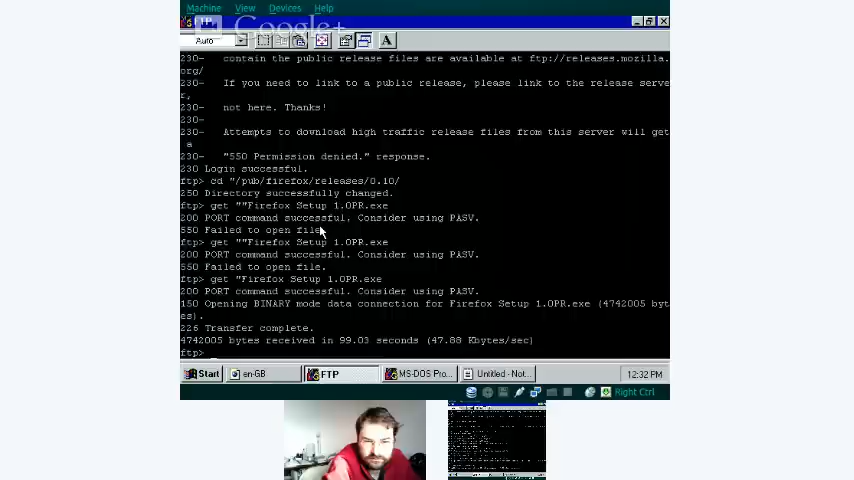 Machine View Devices Help
Google+
FTP
Auto
A
230- contain the public release files are available at ftp://releases.mozilla.
org/
230- If you need to link to a public release, please link to the release serve
r,
230- not here. Thanks!
230-
230- Attempts to download high traffic release files from this server will get
a
230- "550 Permission denied." response.
230 Login successful.
ftp> cd "/pub/firefox/releases/0.10/
250 Directory successfully changed.
ftp> get ""Firefox Setup 1.0PR.exe
200 PORT command successful. Consider using PASV.
550 Failed to open file.
ftp> get ""Firefox Setup 1.0PR.exe
200 PORT command successful. Consider using PASV.
550 Failed to open file.
ftp> get "Firefox Setup 1.0PR.exe
200 PORT command successful. Consider using PASV.
150 Opening BINARY mode data connection for Firefox Setup 1.0PR.exe (4742005 byt
es).
226 Transfer complete.
4742005 bytes received in 99.03 seconds (47.88 Kbytes/sec)
ftp> _
Start en-GB FTP MS-DOS Pro... Untitled - Not... 12:32 PM
Right Ctrl